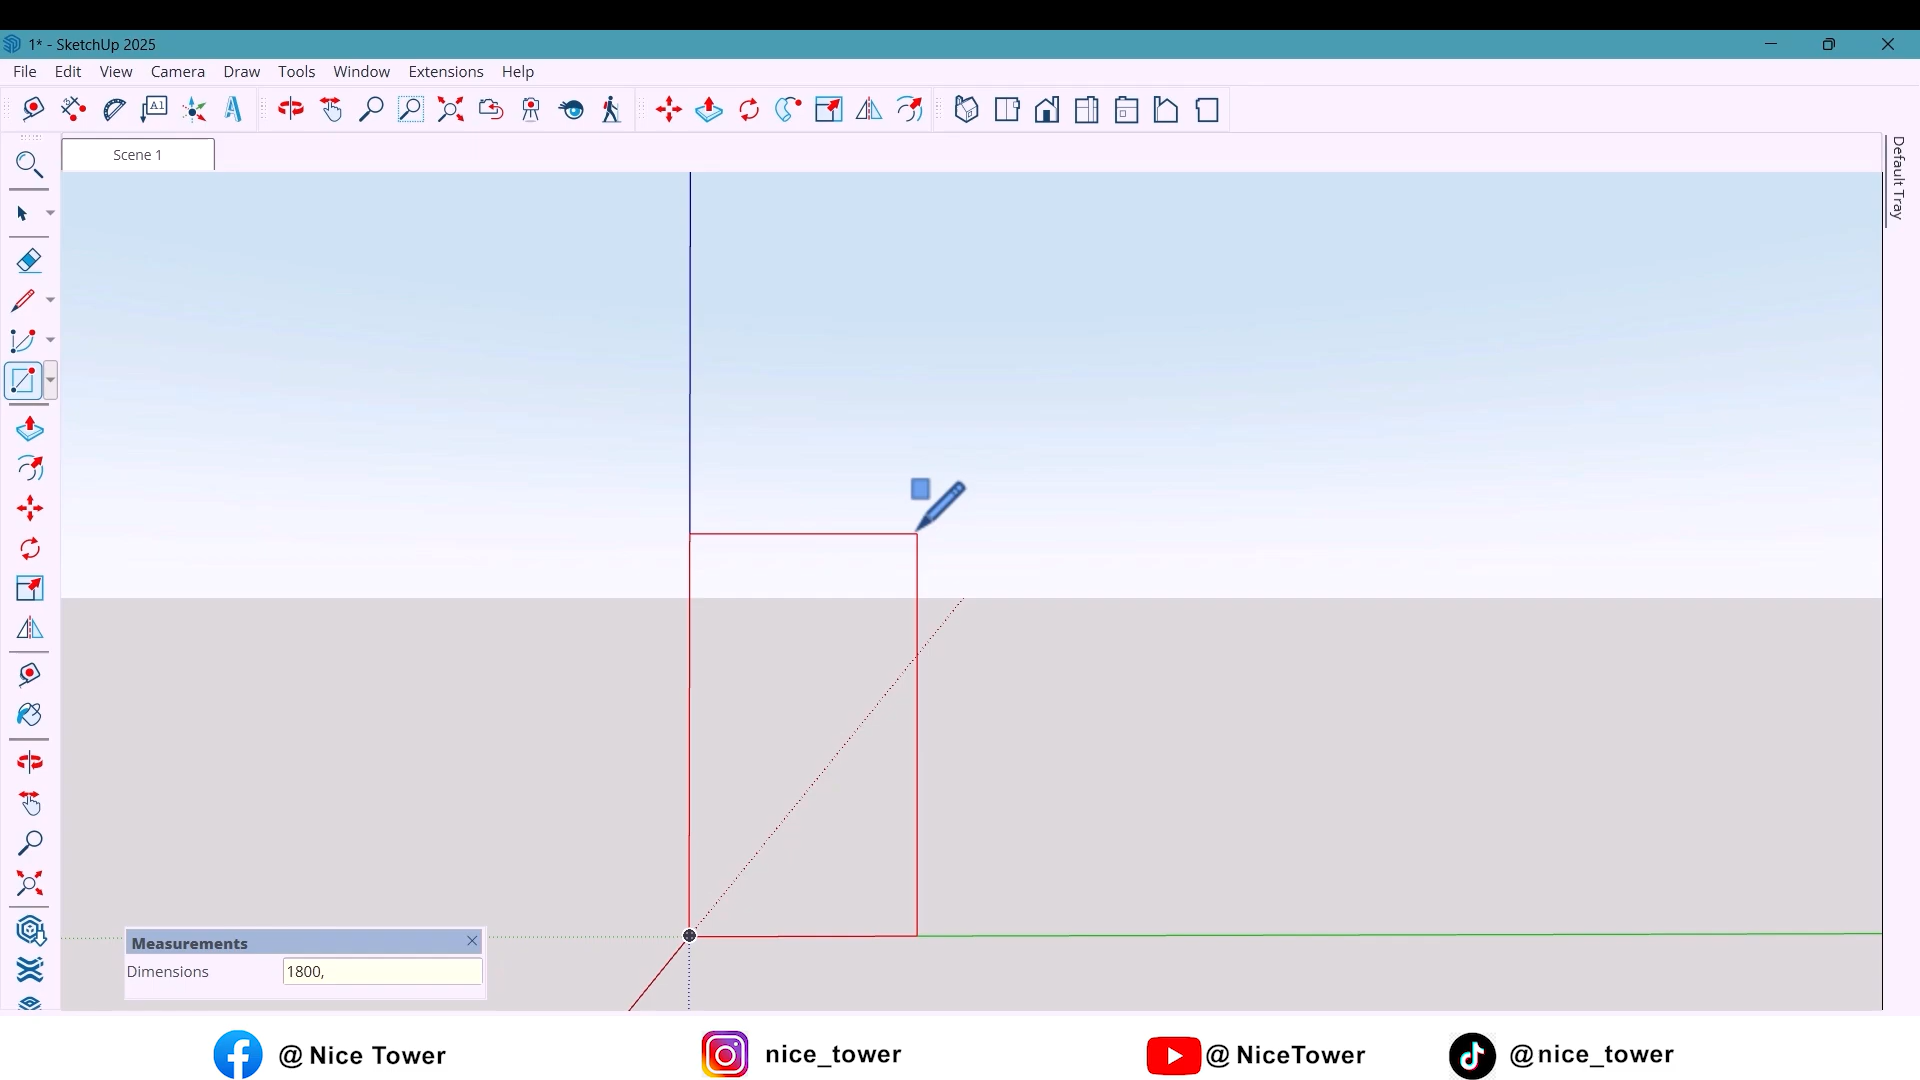 1* - SketchUp 2025
File Edit View Camera Draw Tools Window Extensions Help
A1
Scene 1
Default Tray
Measurements
Dimensions 1800,
@ Nice Tower
nice_tower
@ NiceTower
@nice_tower